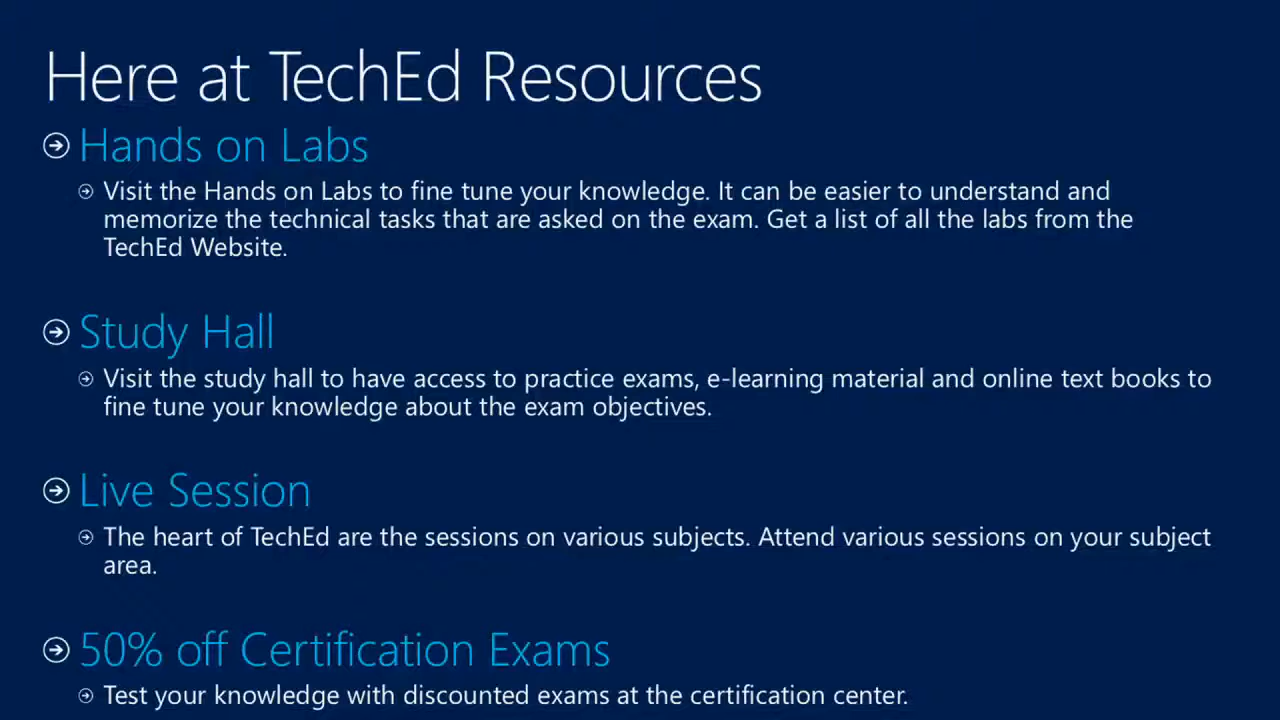 Here at TechEd Resources
Hands on Labs
Visit the Hands on Labs to fine tune your knowledge. It can be easier to understand and
memorize the technical tasks that are asked on the exam. Get a list of all the labs from the
TechEd Website.
Study Hall
Visit the study hall to have access to practice exams, e-learning material and online text books to
fine tune your knowledge about the exam objectives.
Live Session
The heart of TechEd are the sessions on various subjects. Attend various sessions on your subject
area.
50% off Certification Exams
Test your knowledge with discounted exams at the certification center.